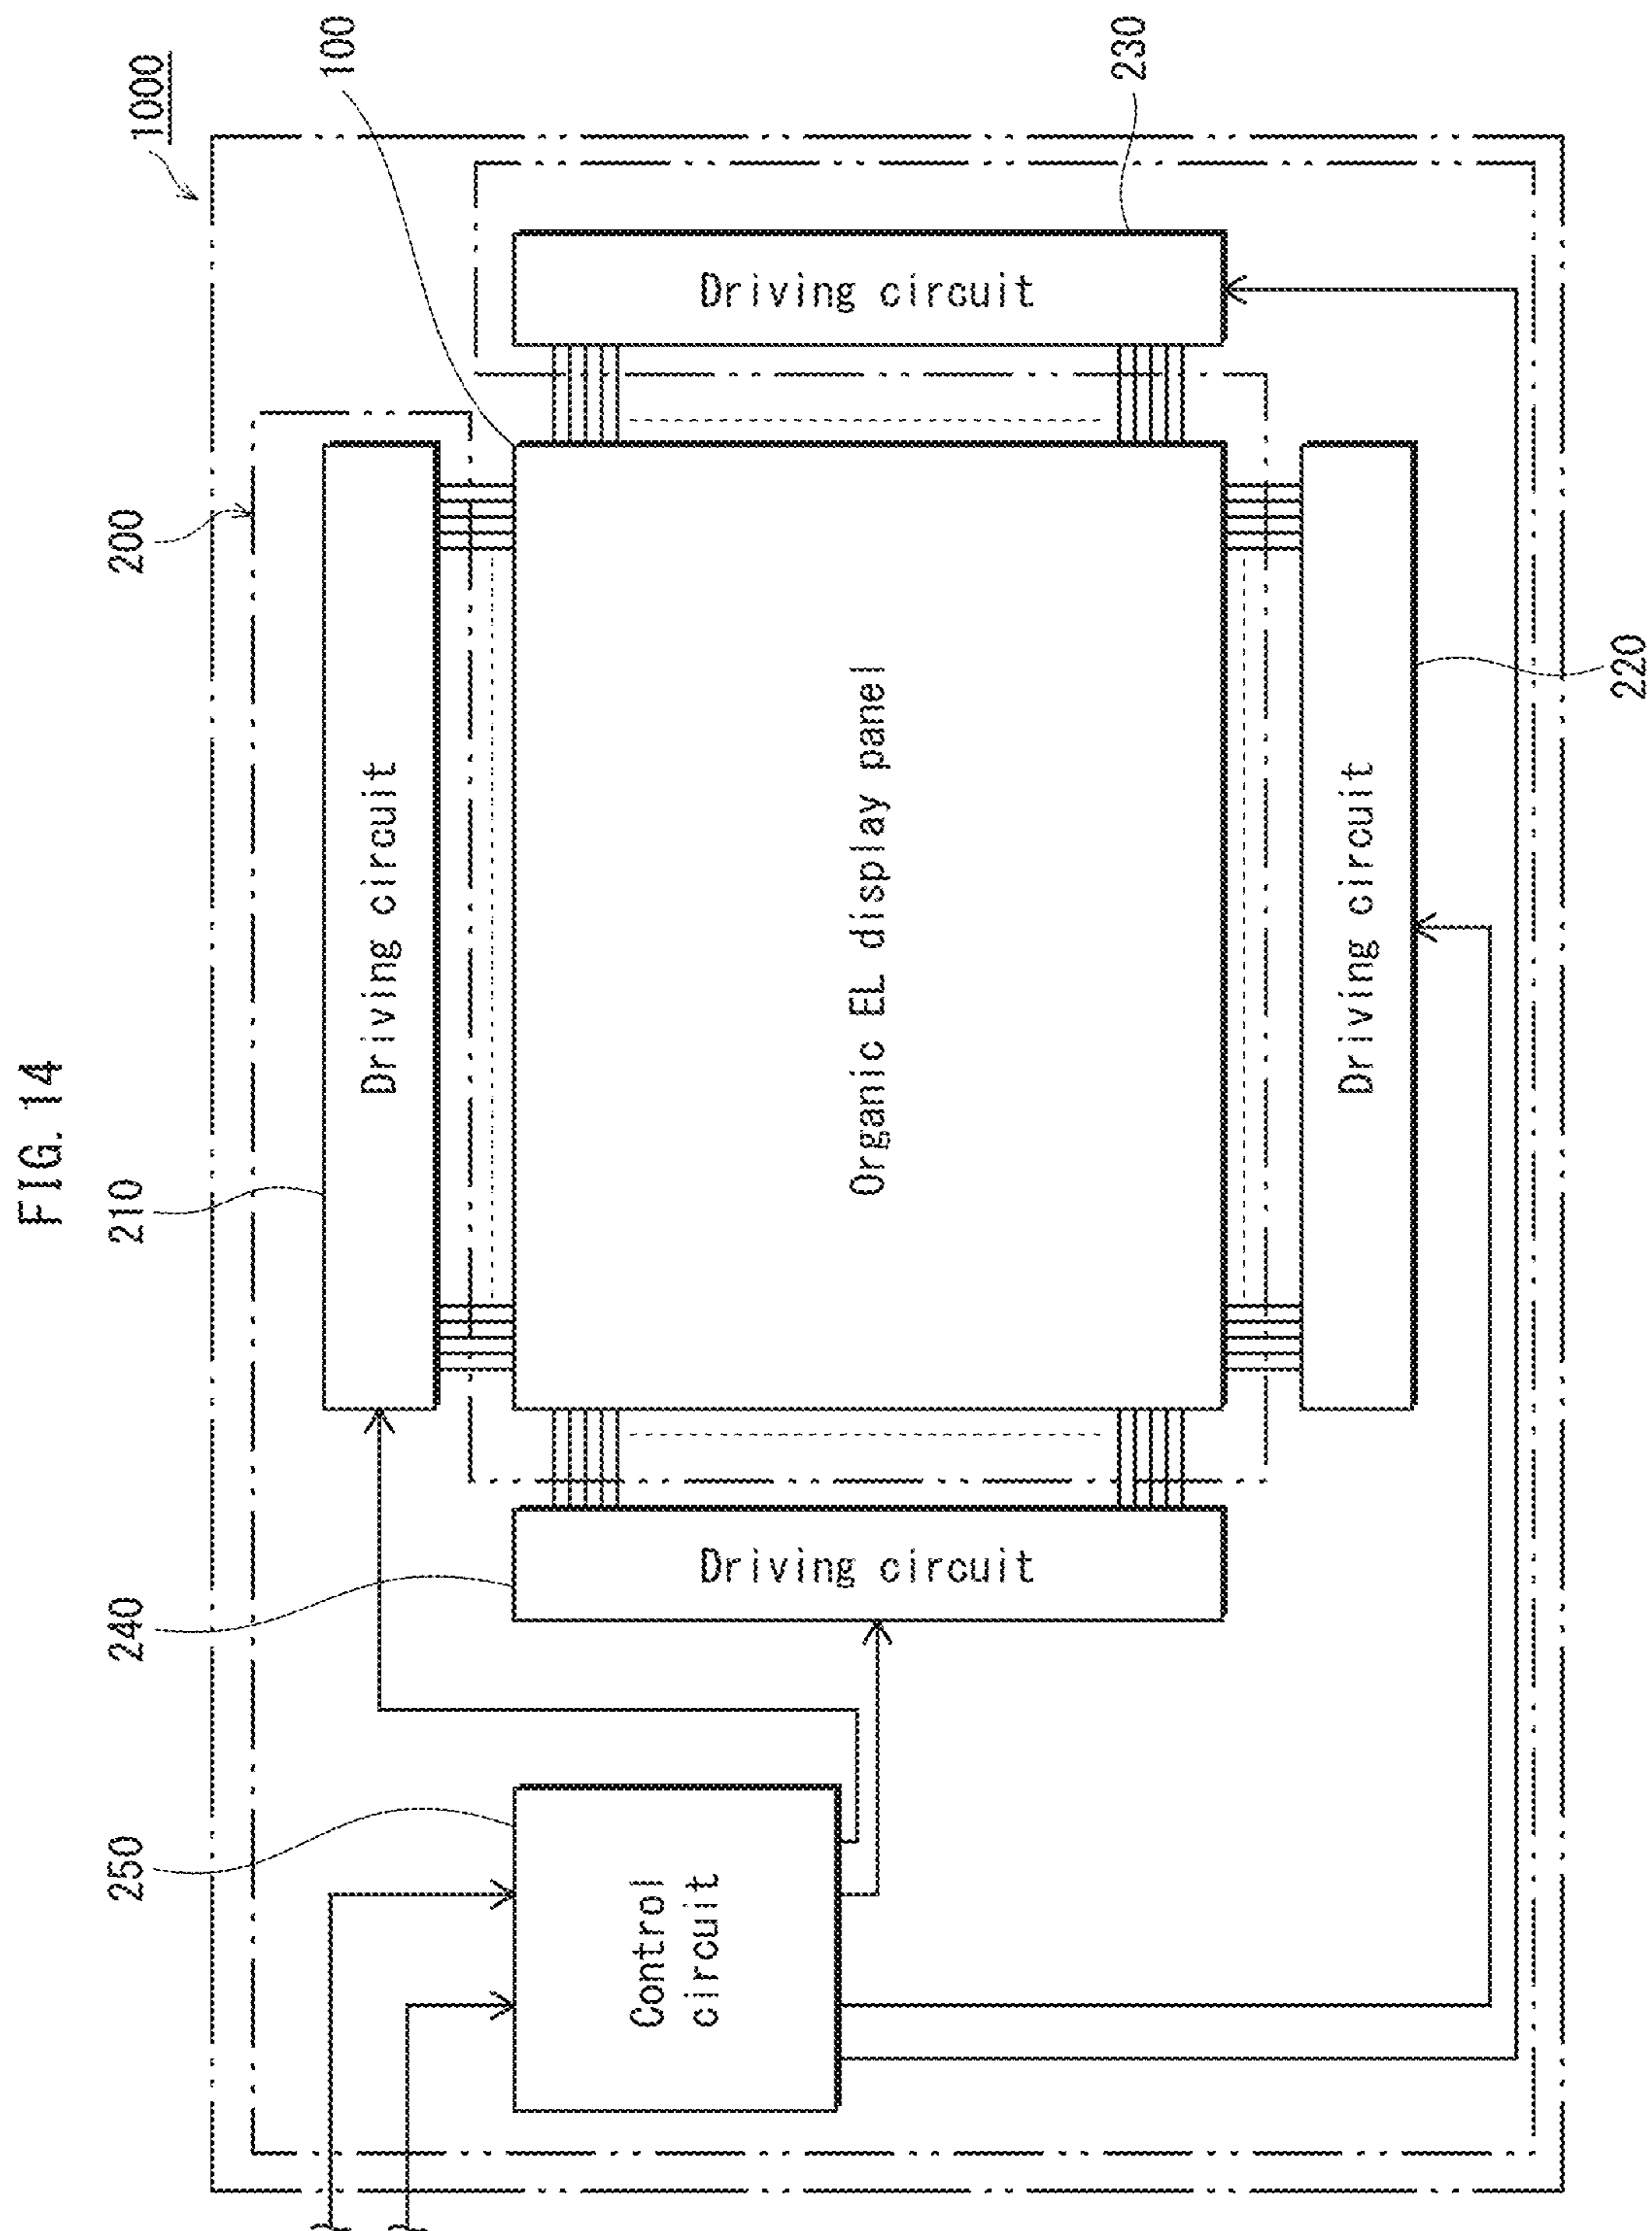 FIG. 14
1000
200
210
240
250
100
230
220
Driving circuit
Driving circuit
Organic EL display panel
Driving circuit
Driving circuit
Control
circuit